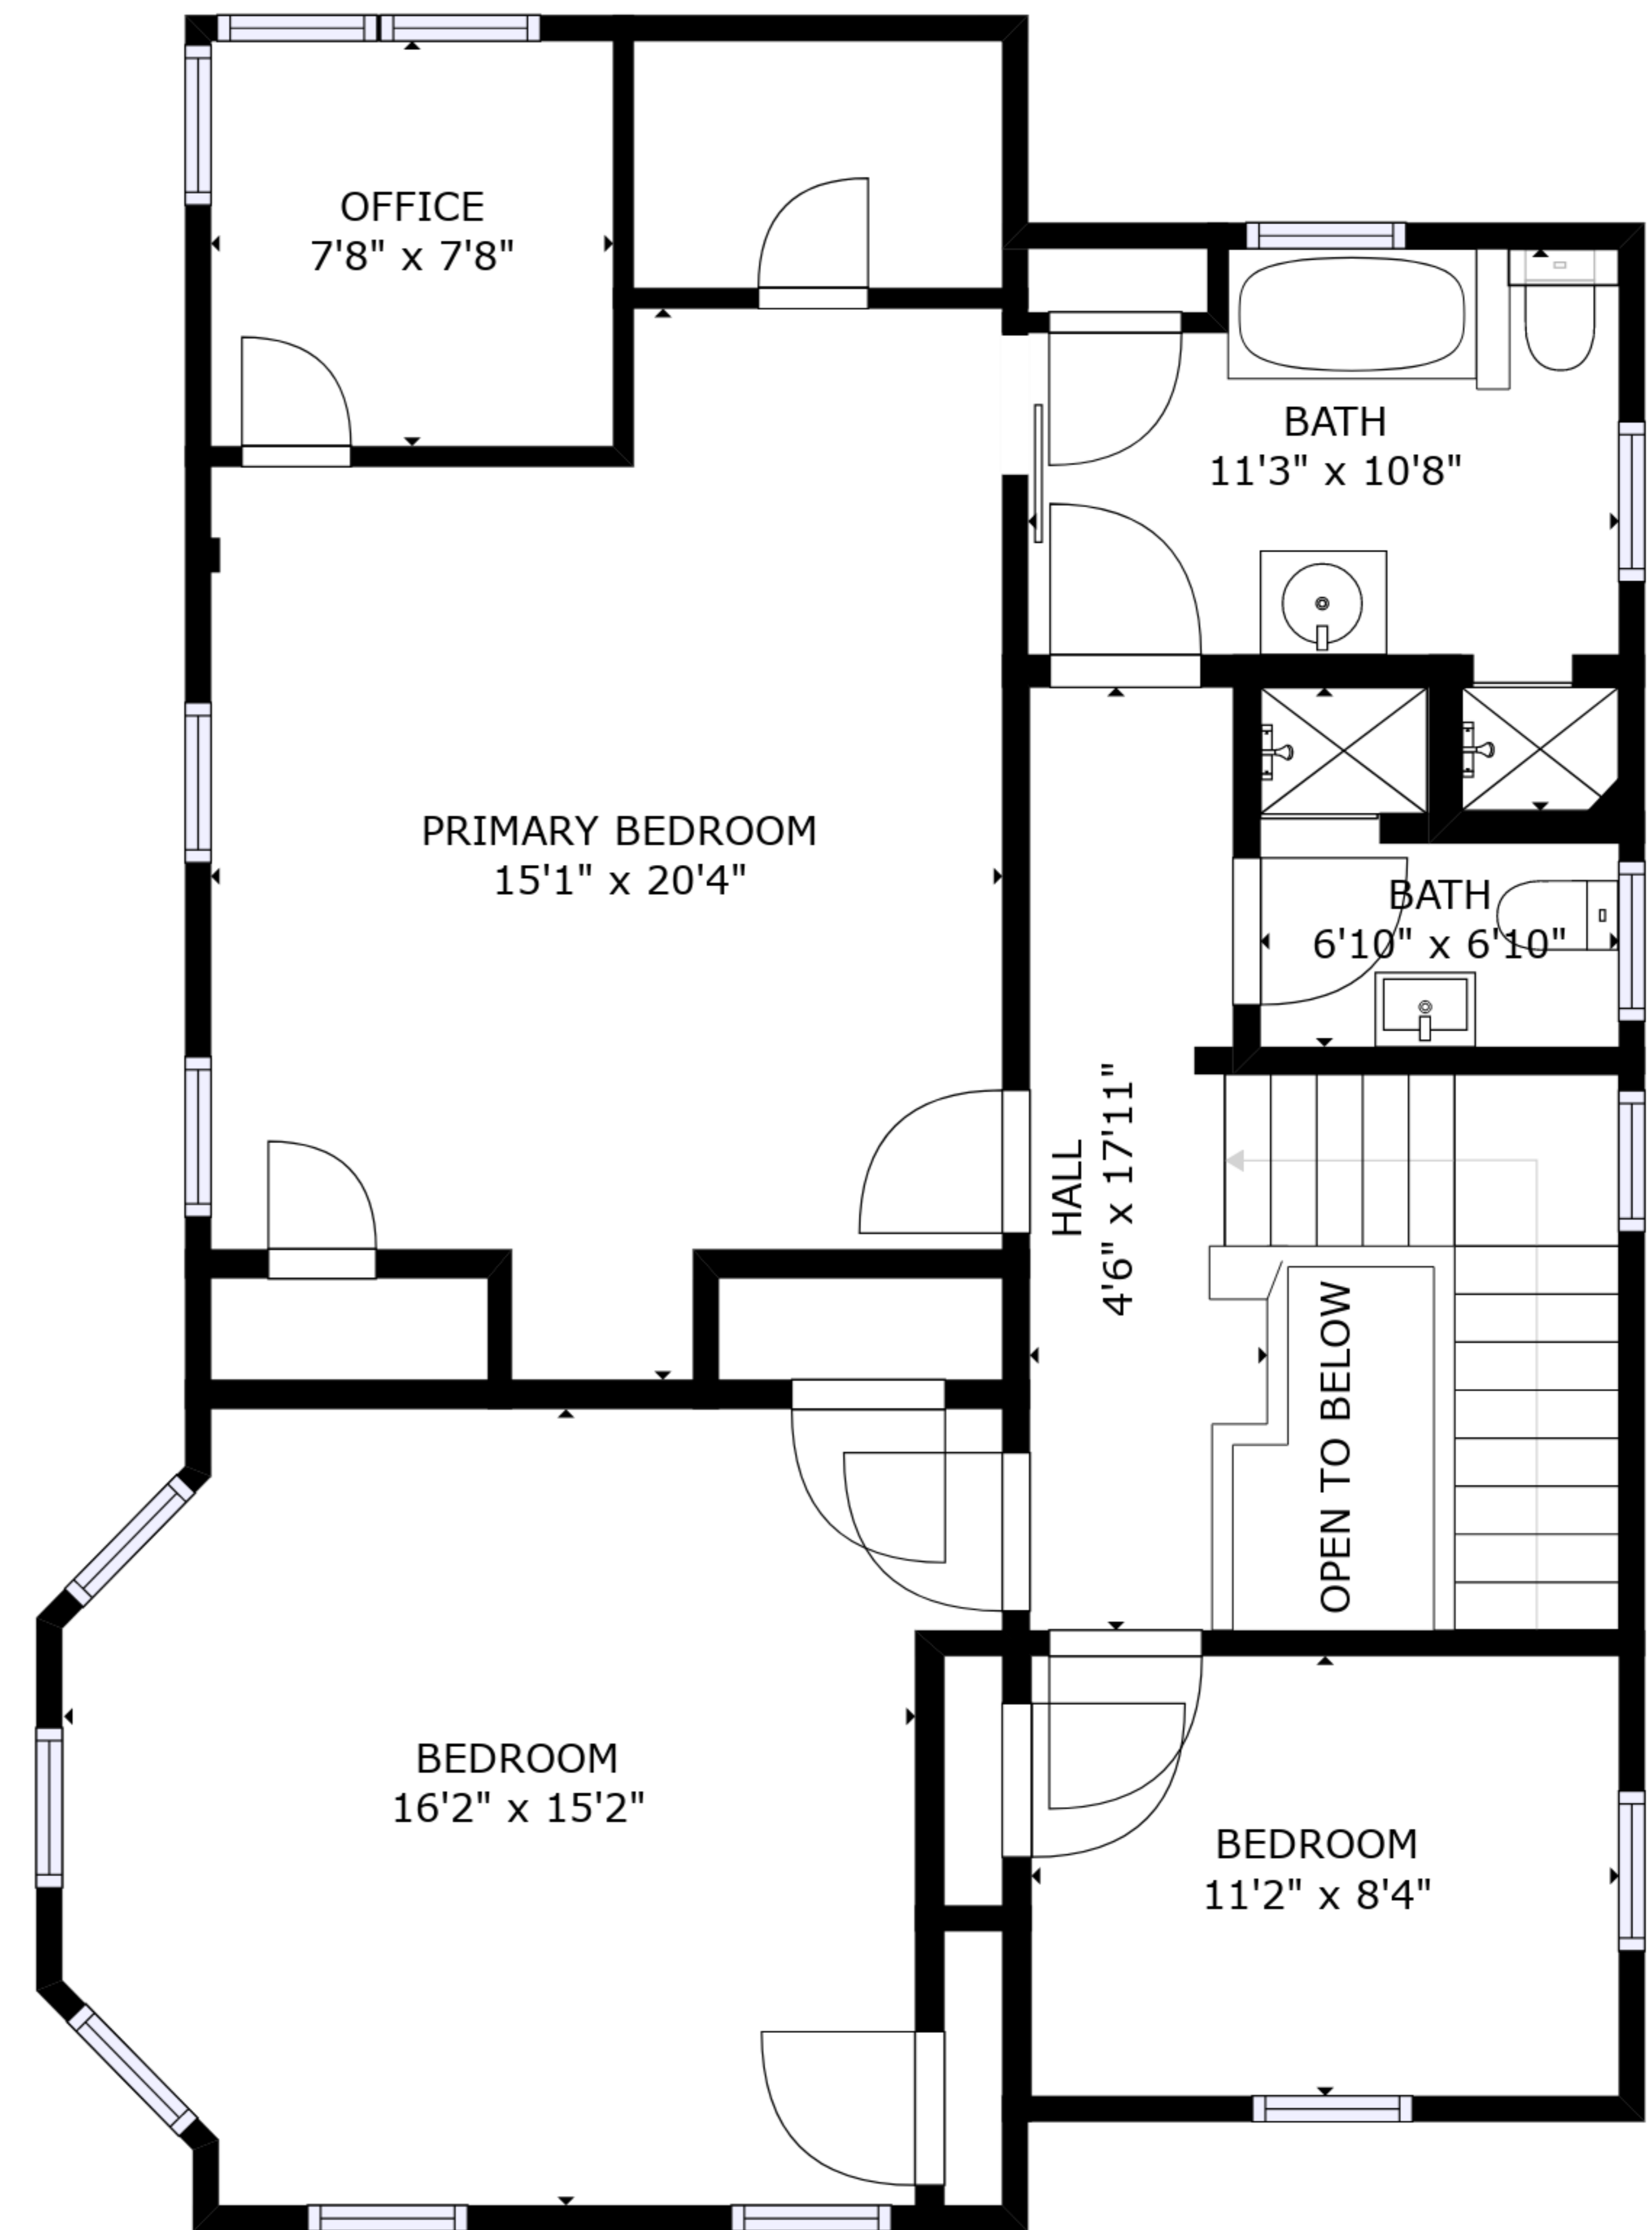 OFFICE
7'8" x 7'8"
BATH
11'3" x 10'8"
PRIMARY BEDROOM
15'1" x 20'4"
BATH
6'10" x 6'10"
HALL
4'6" x 17'11"
OPEN TO BELOW
BEDROOM
16'2" x 15'2"
BEDROOM
11'2" x 8'4"